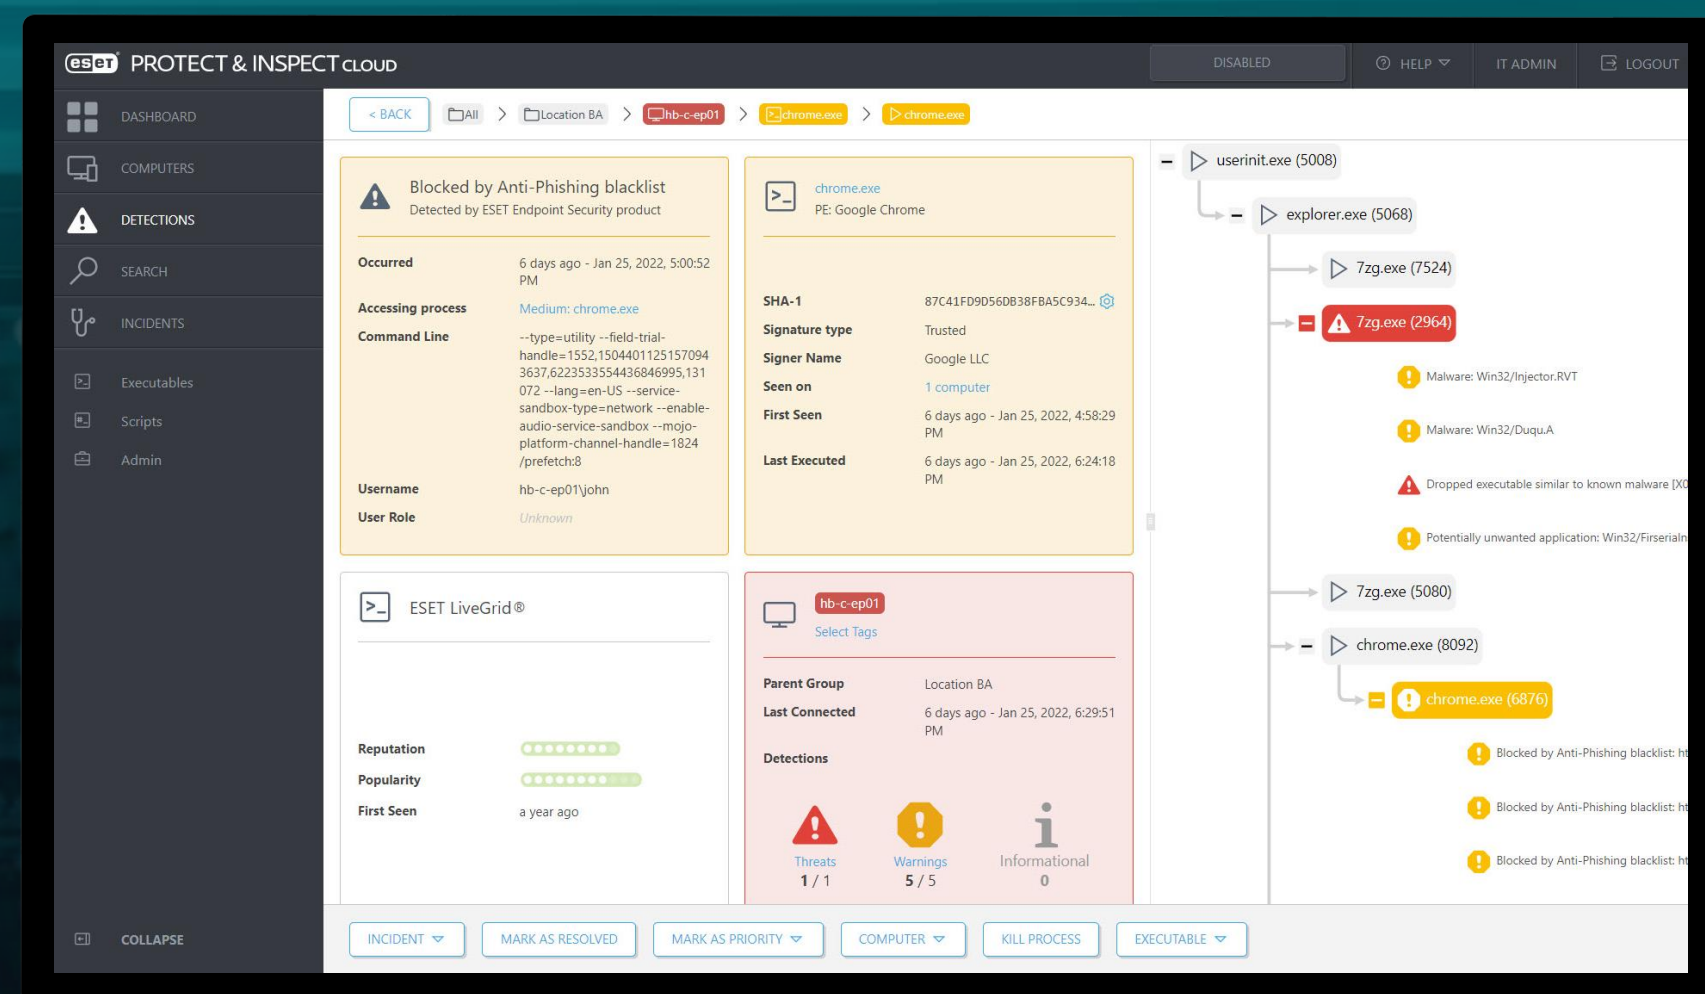 eset PROTECT & INSPECT CLOUD
DISABLED
HELP
IT ADMIN
LOGOUT
DASHBOARD
COMPUTERS
DETECTIONS
SEARCH
INCIDENTS
Executables
Scripts
Admin
COLLAPSE
< BACK
All
Location BA
hb-c-ep01
chrome.exe
chrome.exe
Blocked by Anti-Phishing blacklist
Detected by ESET Endpoint Security product
Occurred
6 days ago - Jan 25, 2022, 5:00:52
PM
Accessing process
Medium: chrome.exe
Command Line
--type=utility --field-trial-
handle=1552,1504401125157094
3637,6223533554436846995,131
072 --lang=en-US --service-
sandbox-type=network --enable-
audio-service-sandbox --mojo-
platform-channel-handle=1824
/prefetch:8
Username
hb-c-ep01\john
User Role
Unknown
chrome.exe
PE: Google Chrome
SHA-1
87C41FD9D56DB38FBA5C934...
Signature type
Trusted
Signer Name
Google LLC
Seen on
1 computer
First Seen
6 days ago - Jan 25, 2022, 4:58:29
PM
Last Executed
6 days ago - Jan 25, 2022, 6:24:18
PM
ESET LiveGrid®
Reputation
Popularity
First Seen
a year ago
hb-c-ep01
Select Tags
Parent Group
Location BA
Last Connected
6 days ago - Jan 25, 2022, 6:29:51
PM
Detections
Threats
1 / 1
Warnings
5 / 5
Informational
0
userinit.exe (5008)
explorer.exe (5068)
7zg.exe (7524)
7zg.exe (2964)
Malware: Win32/Injector.RVT
Malware: Win32/Duqu.A
Dropped executable similar to known malware [X0
Potentially unwanted application: Win32/FirseriaIn
7zg.exe (5080)
chrome.exe (8092)
chrome.exe (6876)
Blocked by Anti-Phishing blacklist: ht
Blocked by Anti-Phishing blacklist: ht
Blocked by Anti-Phishing blacklist: ht
INCIDENT
MARK AS RESOLVED
MARK AS PRIORITY
COMPUTER
KILL PROCESS
EXECUTABLE